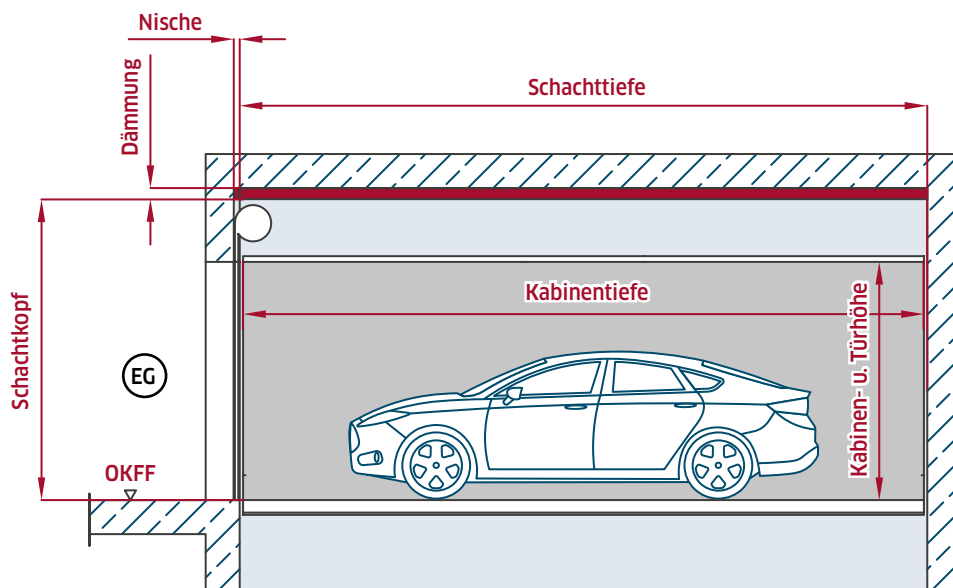 Nische
Dämmung
Schachttiefe
Schachtkopf
Kabinentiefe
Kabinen- u. Türhöhe
EG
OKFF